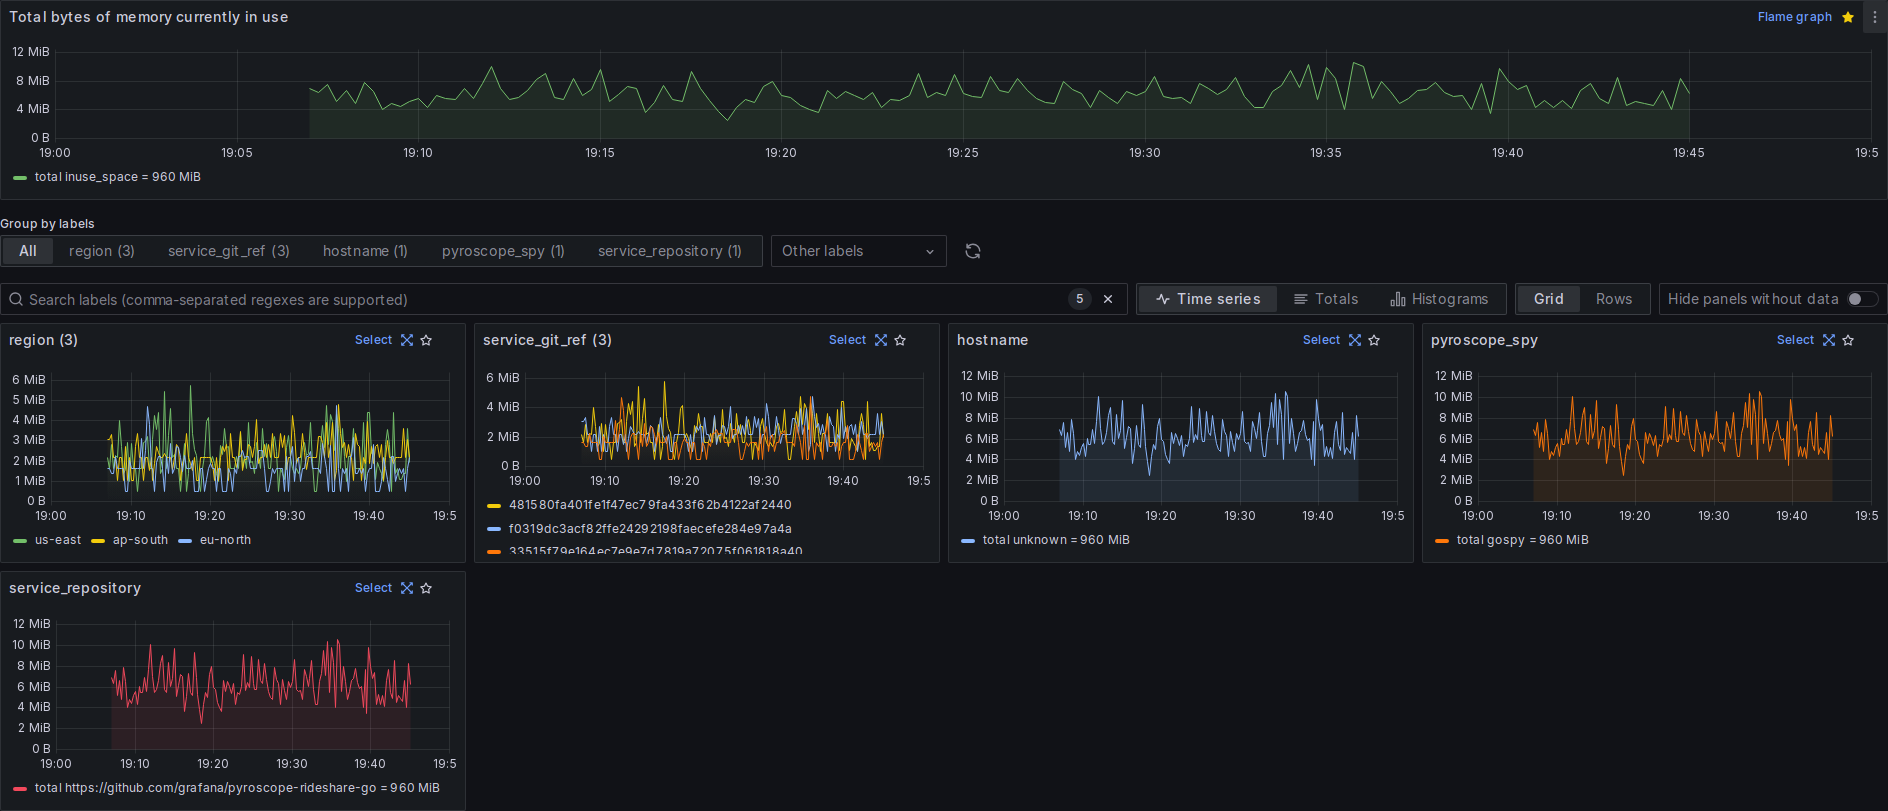 Total bytes of memory currently in use
Flame graph
12 MiB
8 MiB
4 MiB
0 B
19:00 19:05 19:10 19:15 19:20 19:25 19:30 19:35 19:40 19:45 19:5
total inuse_space = 960 MiB
Group by labels
All region (3) service_git_ref (3) hostname (1) pyroscope_spy (1) service_repository (1) Other labels
Search labels (comma-separated regexes are supported) 5 Time series Totals Histograms Grid Rows Hide panels without data
region (3) Select
6 MiB
5 MiB
4 MiB
3 MiB
2 MiB
1 MiB
0 B
19:00 19:10 19:20 19:30 19:40 19:5
us-east ap-south eu-north
service_git_ref (3) Select
6 MiB
4 MiB
2 MiB
0 B
19:00 19:10 19:20 19:30 19:40 19:5
481580fa401fe1f47ec79fa433f62b4122af2440
f0319dc3acf82ffe24292198faecefe284e97a4a
33515f79e164ec7e9e7d7819a72075f061818a40
hostname Select
12 MiB
10 MiB
8 MiB
6 MiB
4 MiB
2 MiB
0 B
19:00 19:10 19:20 19:30 19:40 19:5
total unknown = 960 MiB
pyroscope_spy Select
12 MiB
10 MiB
8 MiB
6 MiB
4 MiB
2 MiB
0 B
19:00 19:10 19:20 19:30 19:40 19:5
total gospy = 960 MiB
service_repository Select
12 MiB
10 MiB
8 MiB
6 MiB
4 MiB
2 MiB
0 B
19:00 19:10 19:20 19:30 19:40 19:5
total https://github.com/grafana/pyroscope-rideshare-go = 960 MiB